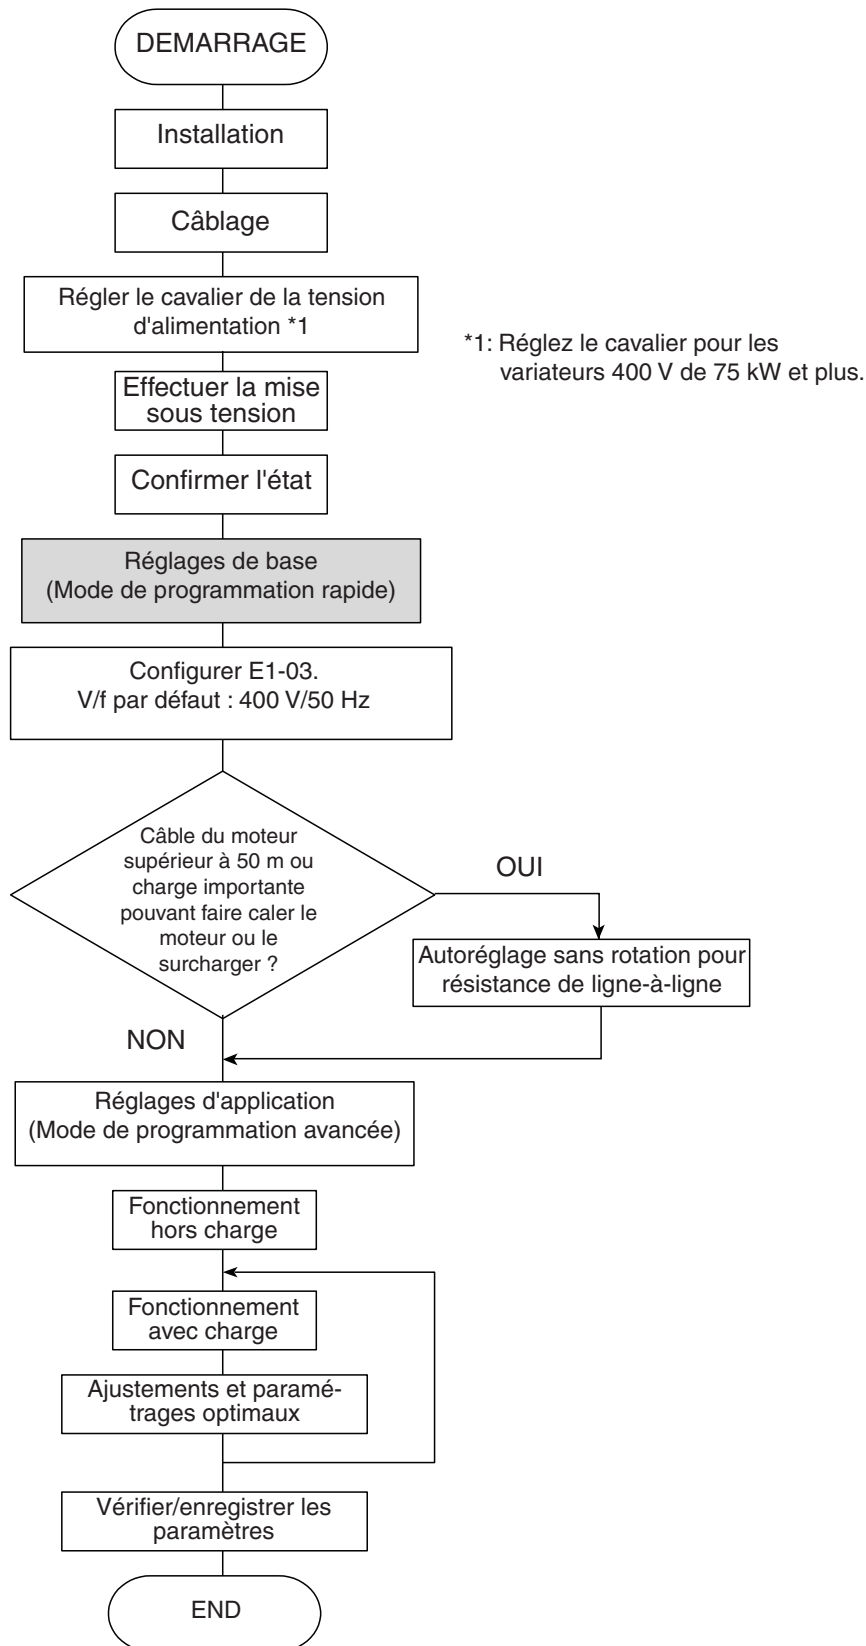 DEMARRAGE
Installation
Câblage
Régler le cavalier de la tension
d'alimentation *1
*1: Réglez le cavalier pour les
variateurs 400 V de 75 kW et plus.
Effectuer la mise
sous tension
Confirmer l'état
Réglages de base
(Mode de programmation rapide)
Configurer E1-03.
V/f par défaut : 400 V/50 Hz
Câble du moteur
supérieur à 50 m ou
charge importante
pouvant faire caler le
moteur ou le
surcharger ?
OUI
Autoréglage sans rotation pour
résistance de ligne-à-ligne
NON
Réglages d'application
(Mode de programmation avancée)
Fonctionnement
hors charge
Fonctionnement
avec charge
Ajustements et paramé-
trages optimaux
Vérifier/enregistrer les
paramètres
END